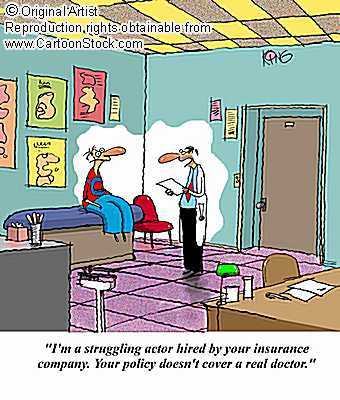 © Original Artist
Reproduction rights obtainable from
www.CartoonStock.com
KING
"I'm a struggling actor hired by your insurance
company. Your policy doesn't cover a real doctor."